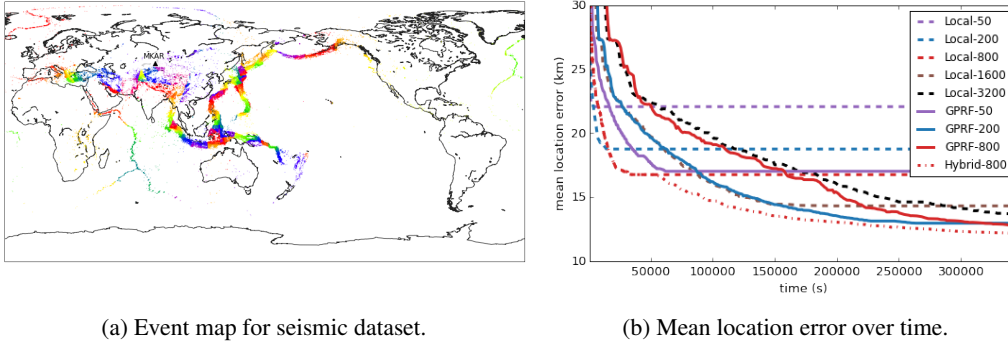 MKAR
30
25
20
15
10
mean location error (km)
50000 100000 150000 200000 250000 300000
time (s)
Local-50
Local-200
Local-800
Local-1600
Local-3200
GPRF-50
GPRF-200
GPRF-800
Hybrid-800
(a) Event map for seismic dataset.
(b) Mean location error over time.